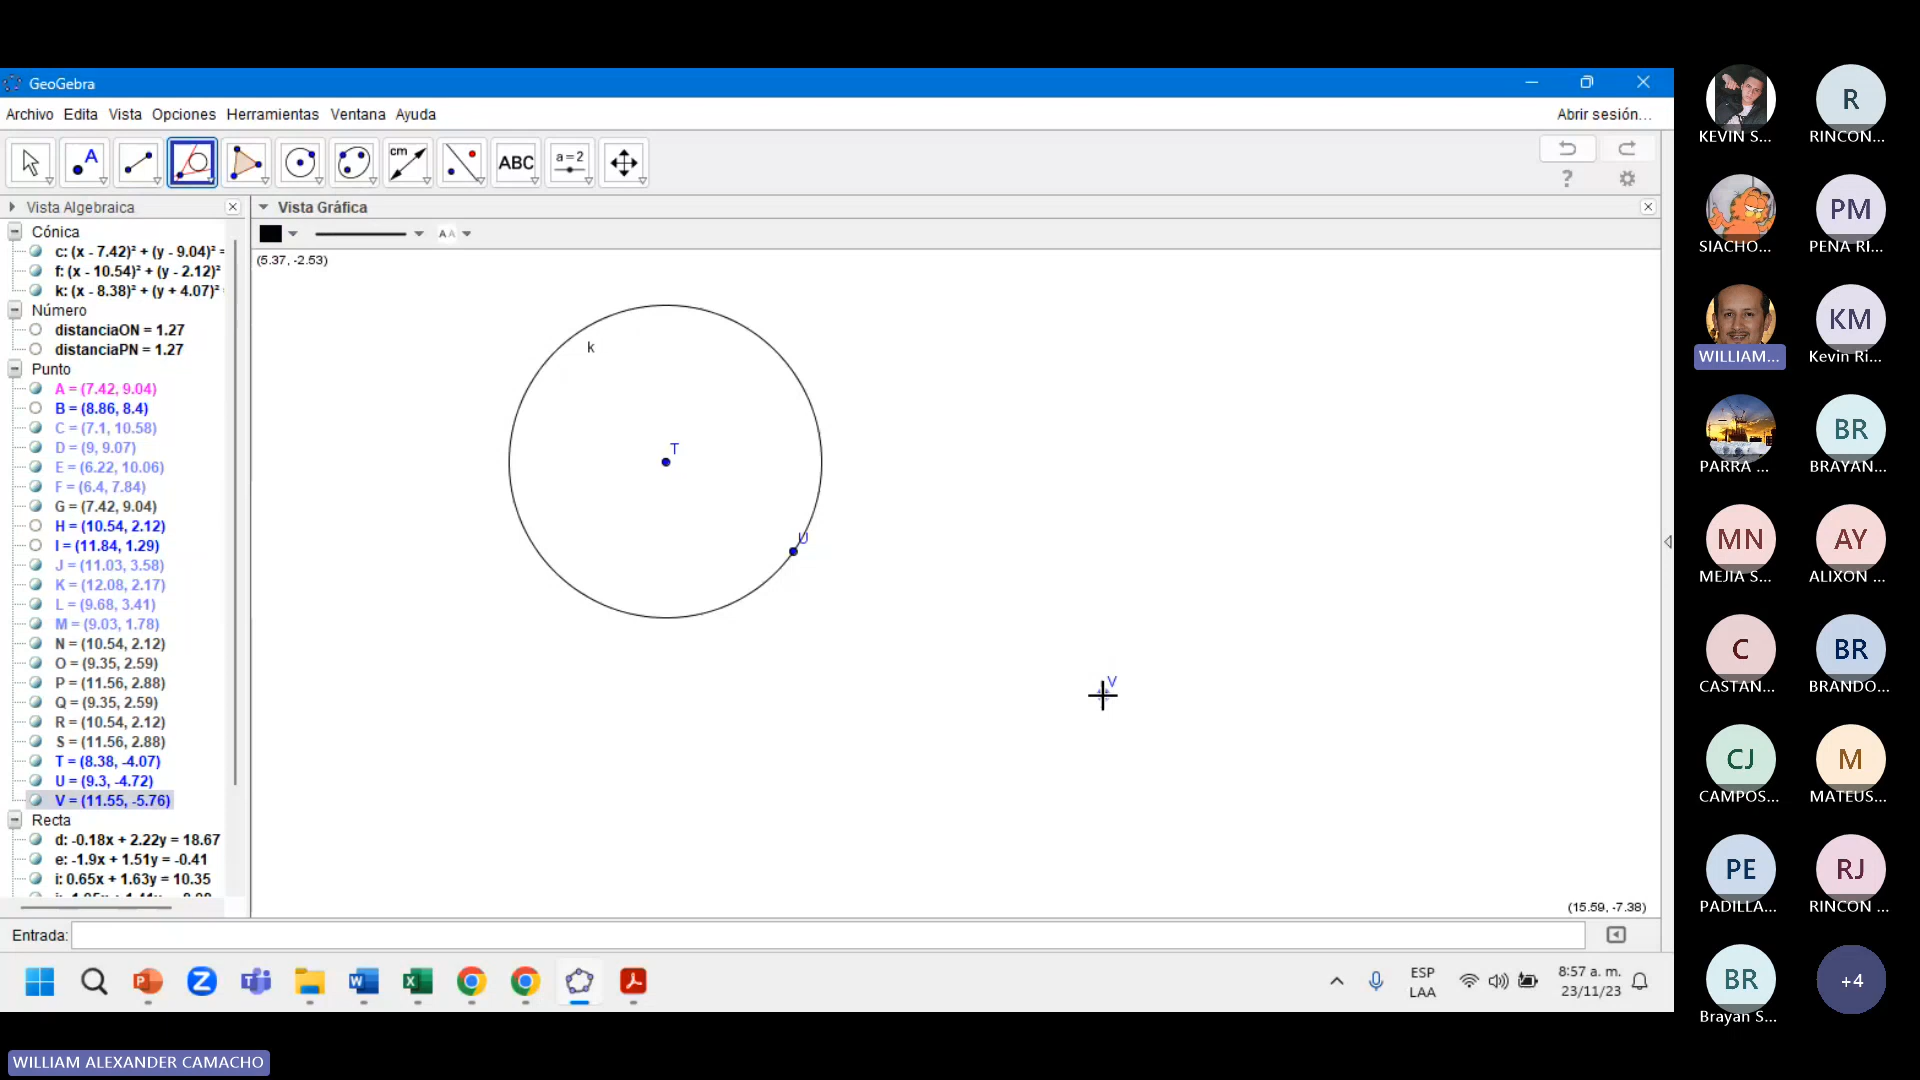 GeoGebra
Archivo Edita Vista Opciones Herramientas Ventana Ayuda
Abrir sesión...
A
cm
ABC
a=2
?
Vista Algebraica
Vista Gráfica
A A
(5.37, -2.53)
Cónica
c: (x - 7.42)² + (y - 9.04)² =
f: (x - 10.54)² + (y - 2.12)²
k: (x - 8.38)² + (y + 4.07)²
Número
distanciaON = 1.27
distanciaPN = 1.27
Punto
A = (7.42, 9.04)
B = (8.86, 8.4)
C = (7.1, 10.58)
D = (9, 9.07)
E = (6.22, 10.06)
F = (6.4, 7.84)
G = (7.42, 9.04)
H = (10.54, 2.12)
I = (11.84, 1.29)
J = (11.03, 3.58)
K = (12.08, 2.17)
L = (9.68, 3.41)
M = (9.03, 1.78)
N = (10.54, 2.12)
O = (9.35, 2.59)
P = (11.56, 2.88)
Q = (9.35, 2.59)
R = (10.54, 2.12)
S = (11.56, 2.88)
T = (8.38, -4.07)
U = (9.3, -4.72)
V = (11.55, -5.76)
Recta
d: -0.18x + 2.22y = 18.67
e: -1.9x + 1.51y = -0.41
i: 0.65x + 1.63y = 10.35
k
T
U
V
(15.59, -7.38)
Entrada:
ESP
LAA
8:57 a. m.
23/11/23
KEVIN S...
R
RINCON...
SIACHO...
PM
PENA RI...
WILLIAM...
KM
Kevin Ri...
PARRA ...
BR
BRAYAN...
MN
MEJIA S...
AY
ALIXON ...
C
CASTAN...
BR
BRANDO...
CJ
CAMPOS...
M
MATEUS...
PE
PADILLA...
RJ
RINCON ...
BR
Brayan S...
+4
WILLIAM ALEXANDER CAMACHO